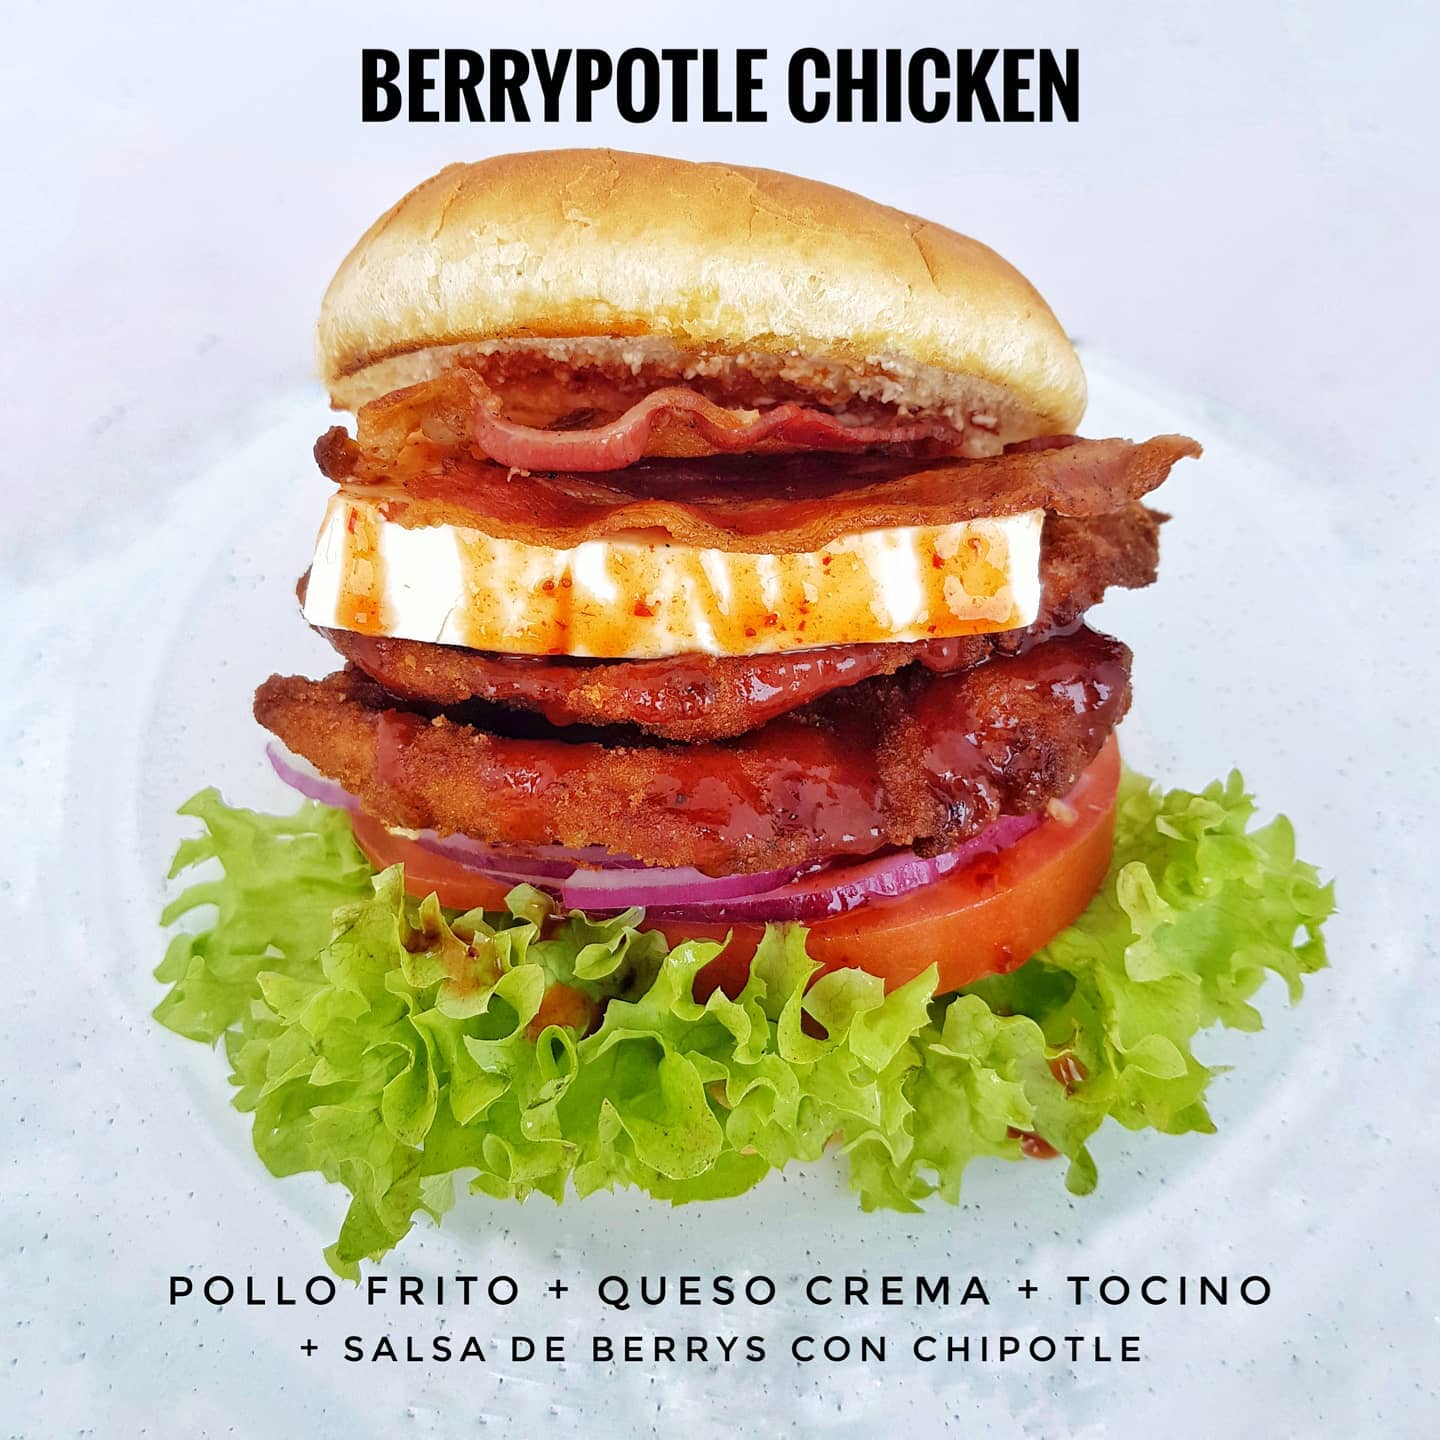 BERRYPOTLE CHICKEN
POLLO FRITO + QUESO CREMA + TOCINO
+ SALSA DE BERRYS CON CHIPOTLE